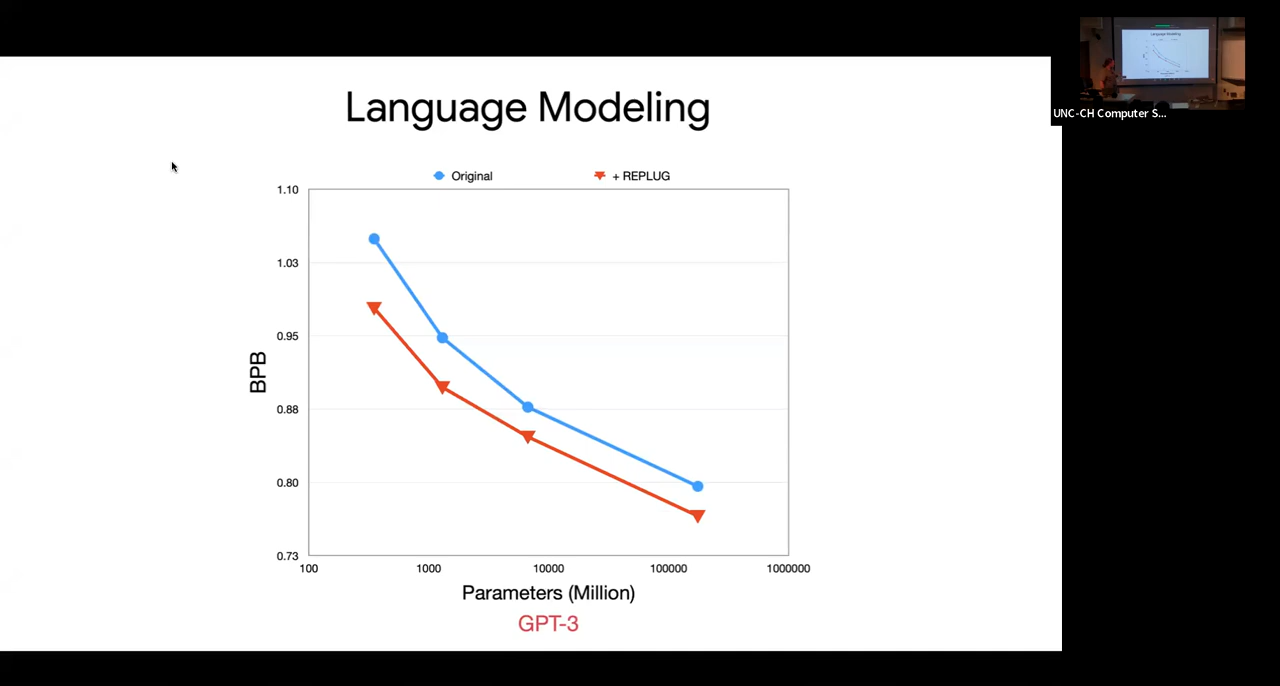 Language Modeling
UNC-CH Computer S...
Original
+ REPLUG
1.10
1.03
0.95
0.88
0.80
0.73
BPB
100
1000
10000
100000
1000000
Parameters (Million)
GPT-3